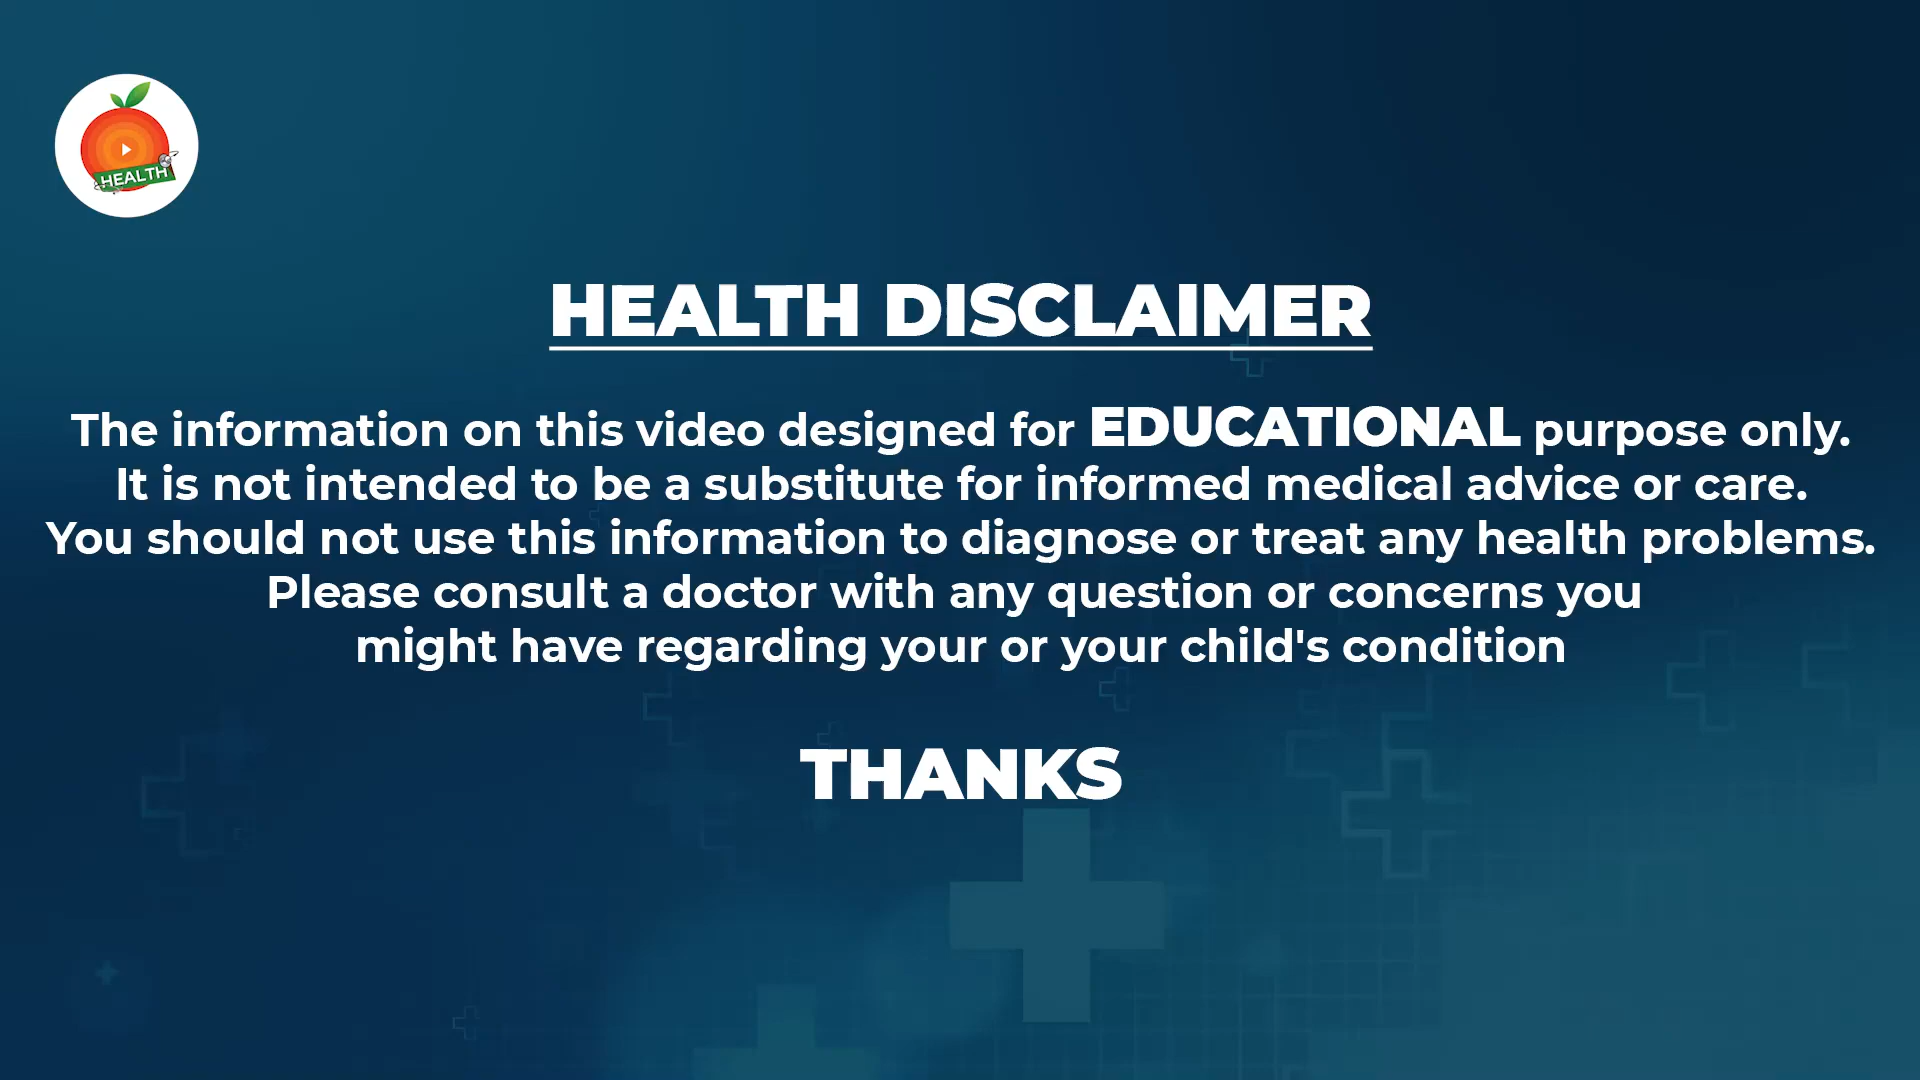 HEALTH
HEALTH DISCLAIMER
The information on this video designed for EDUCATIONAL purpose only.
It is not intended to be a substitute for informed medical advice or care.
You should not use this information to diagnose or treat any health problems.
Please consult a doctor with any question or concerns you
might have regarding your or your child's condition
THANKS